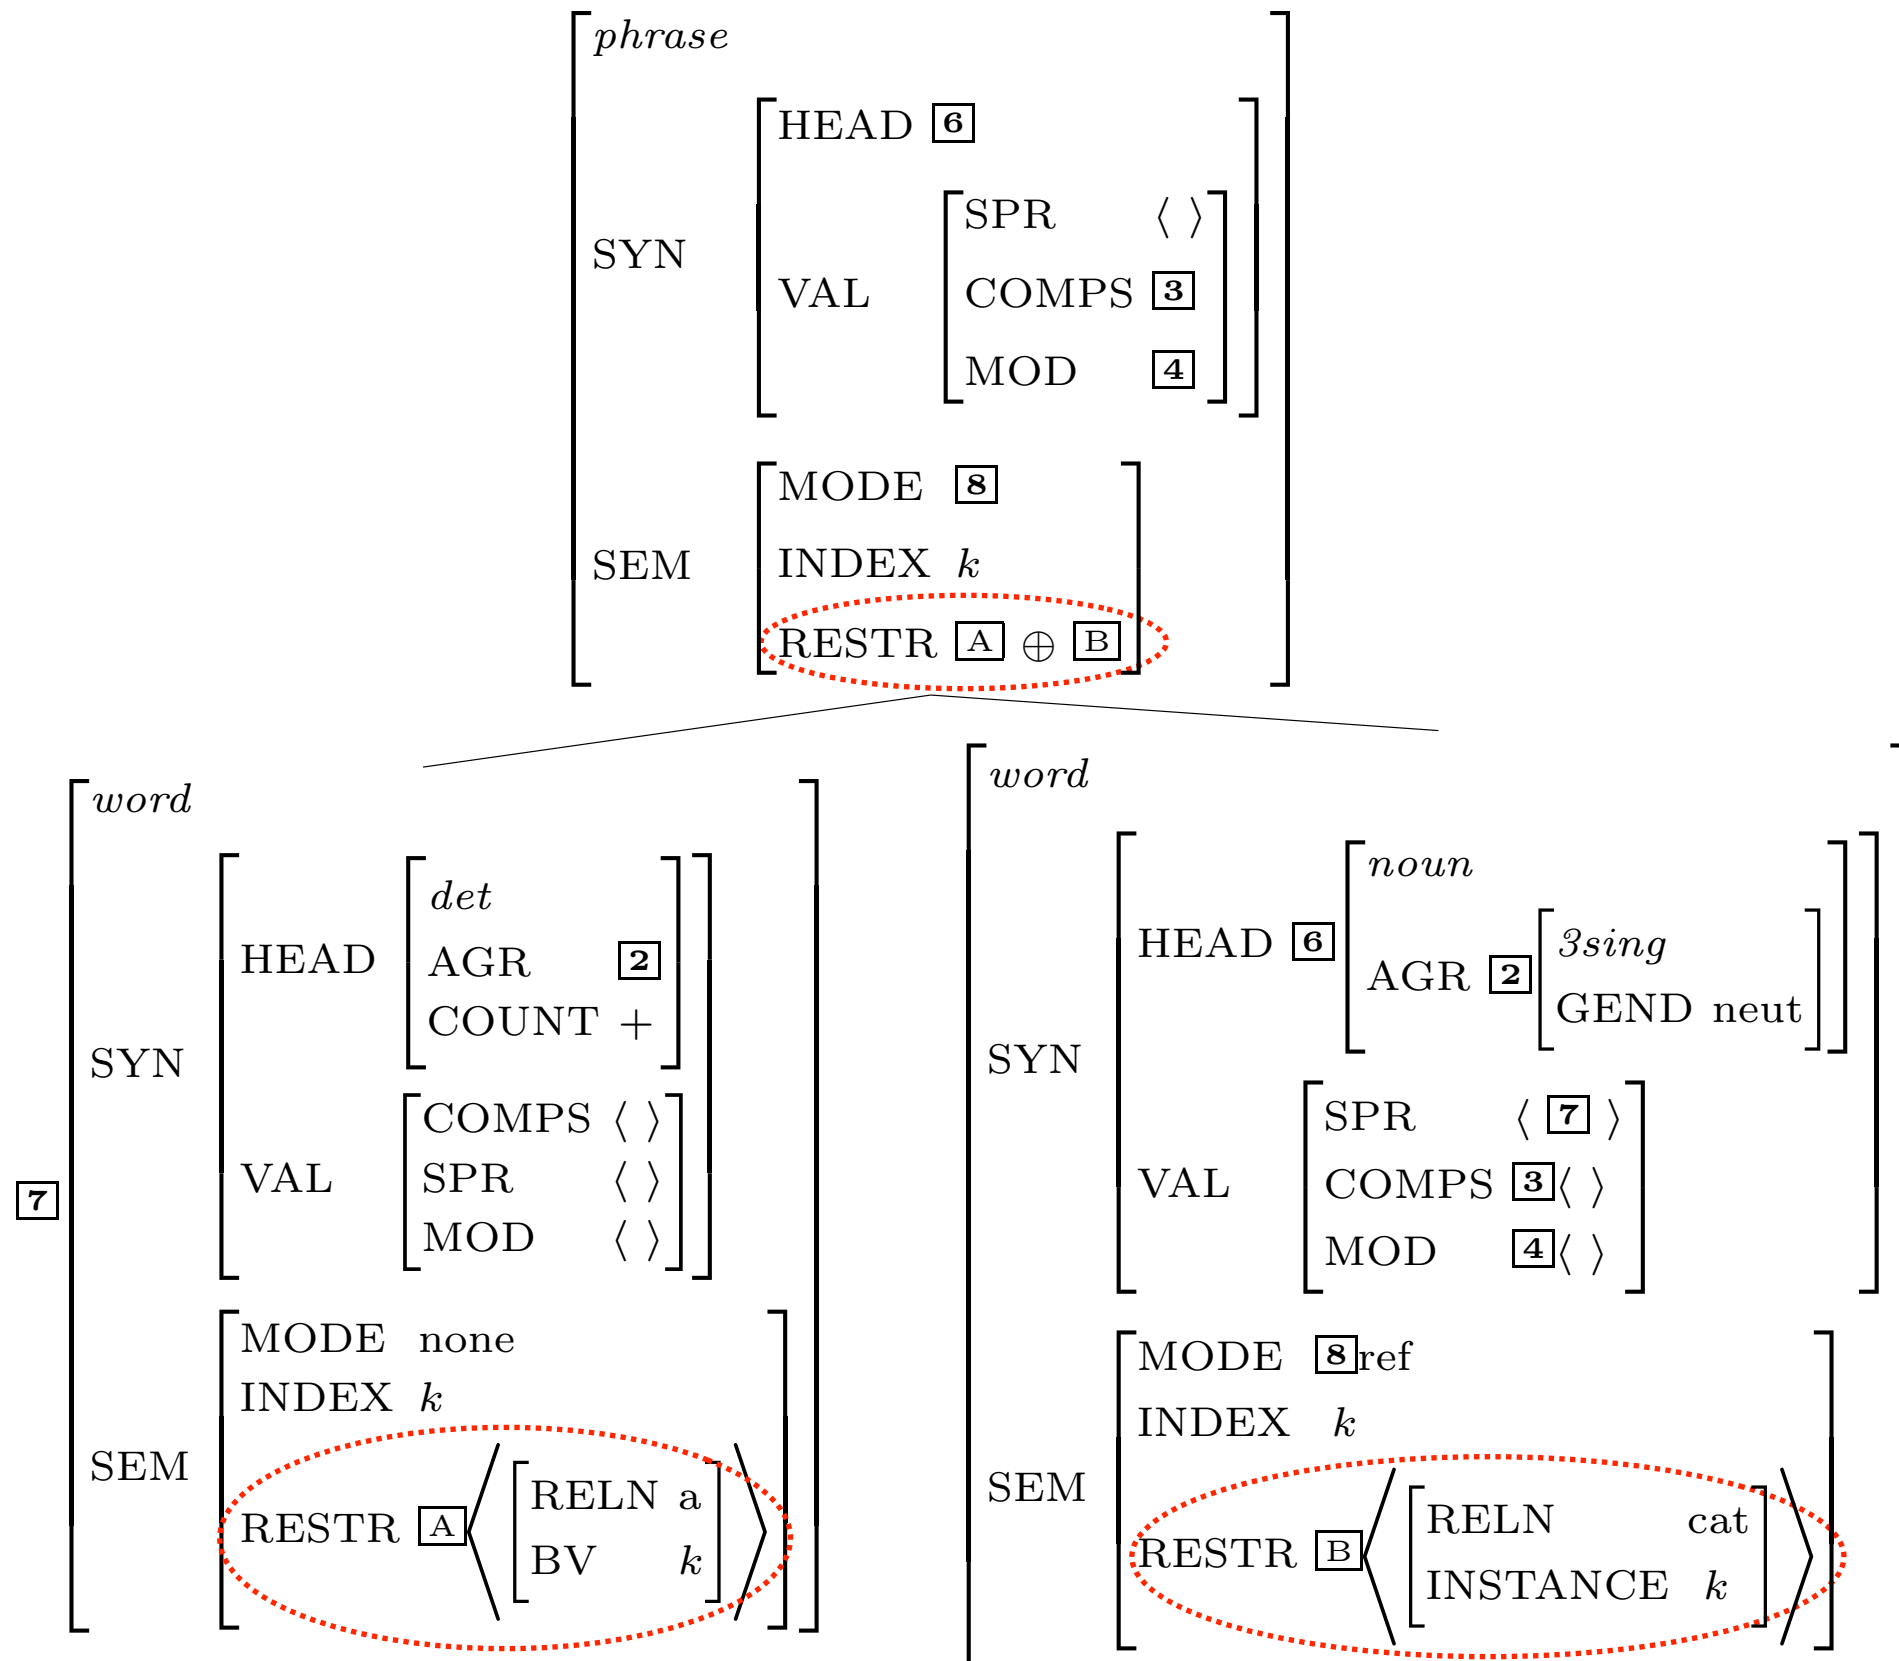 phrase
HEAD 6
SPR ⟨ ⟩
SYN
VAL
COMPS 3
MOD 4
MODE 8
INDEX k
SEM
RESTR A ⊕ B
word
det
HEAD
AGR 2
COUNT +
SYN
COMPS ⟨ ⟩
VAL
SPR ⟨ ⟩
MOD ⟨ ⟩
7
MODE none
INDEX k
SEM
RESTR A ⟨
RELN a
BV k
⟩
word
noun
HEAD 6
AGR 2
3sing
GEND neut
SYN
SPR ⟨ 7 ⟩
VAL
COMPS 3 ⟨ ⟩
MOD 4 ⟨ ⟩
MODE 8 ref
INDEX k
SEM
RESTR B ⟨
RELN cat
INSTANCE k
⟩